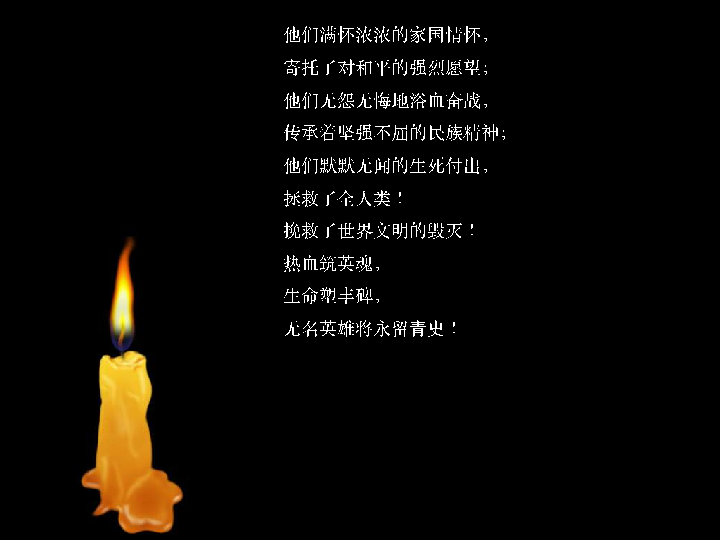 他们满怀浓浓的家国情怀，
寄托了对和平的强烈愿望；
他们无怨无悔地浴血奋战，
传承着坚强不屈的民族精神；
他们默默无闻的生死付出，
拯救了全人类！
挽救了世界文明的毁灭！
热血筑英魂，
生命塑丰碑，
无名英雄将永留青史！